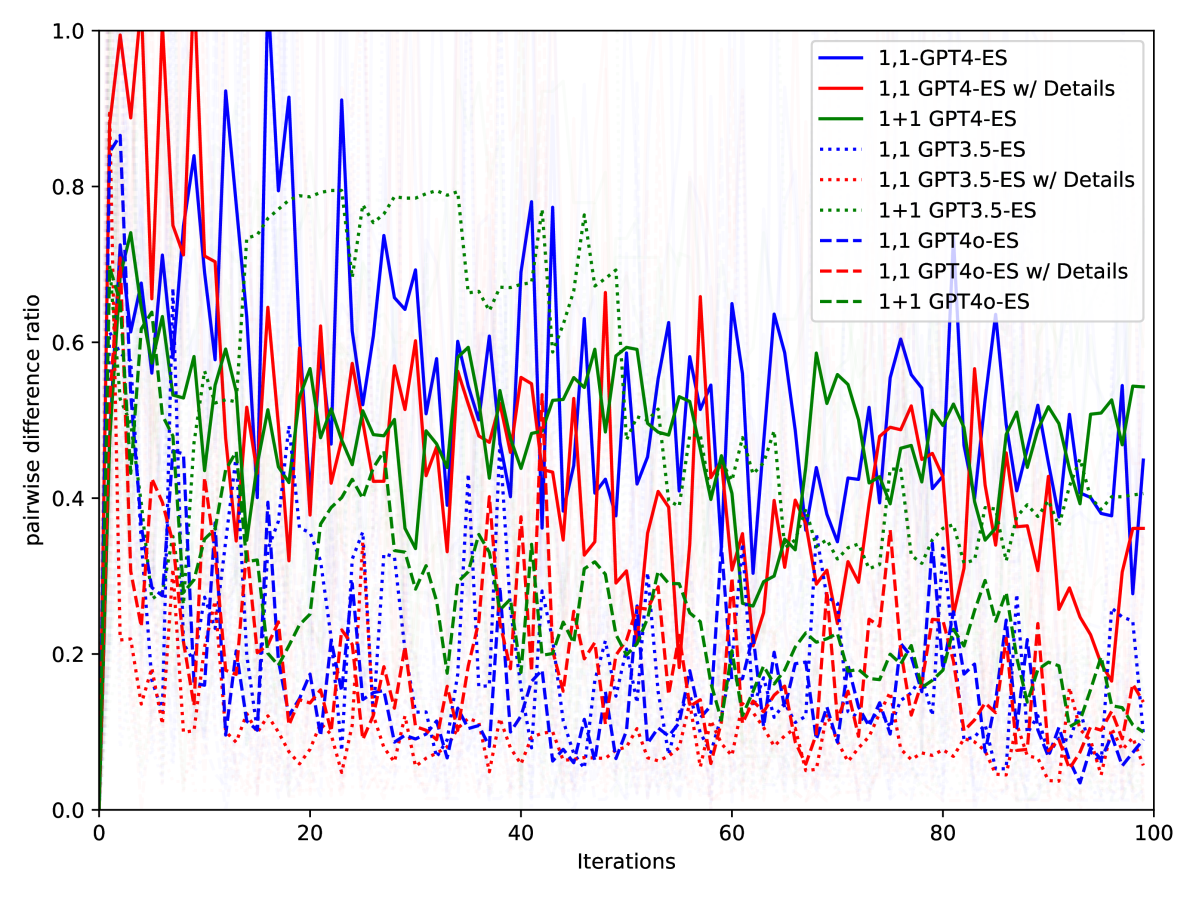 1.0
0.8
0.6
0.4
0.2
0.0
pairwise difference ratio
0 20 40 60 80 100
Iterations
1,1-GPT4-ES
1,1 GPT4-ES w/ Details
1+1 GPT4-ES
1,1 GPT3.5-ES
1,1 GPT3.5-ES w/ Details
1+1 GPT3.5-ES
1,1 GPT4o-ES
1,1 GPT4o-ES w/ Details
1+1 GPT4o-ES